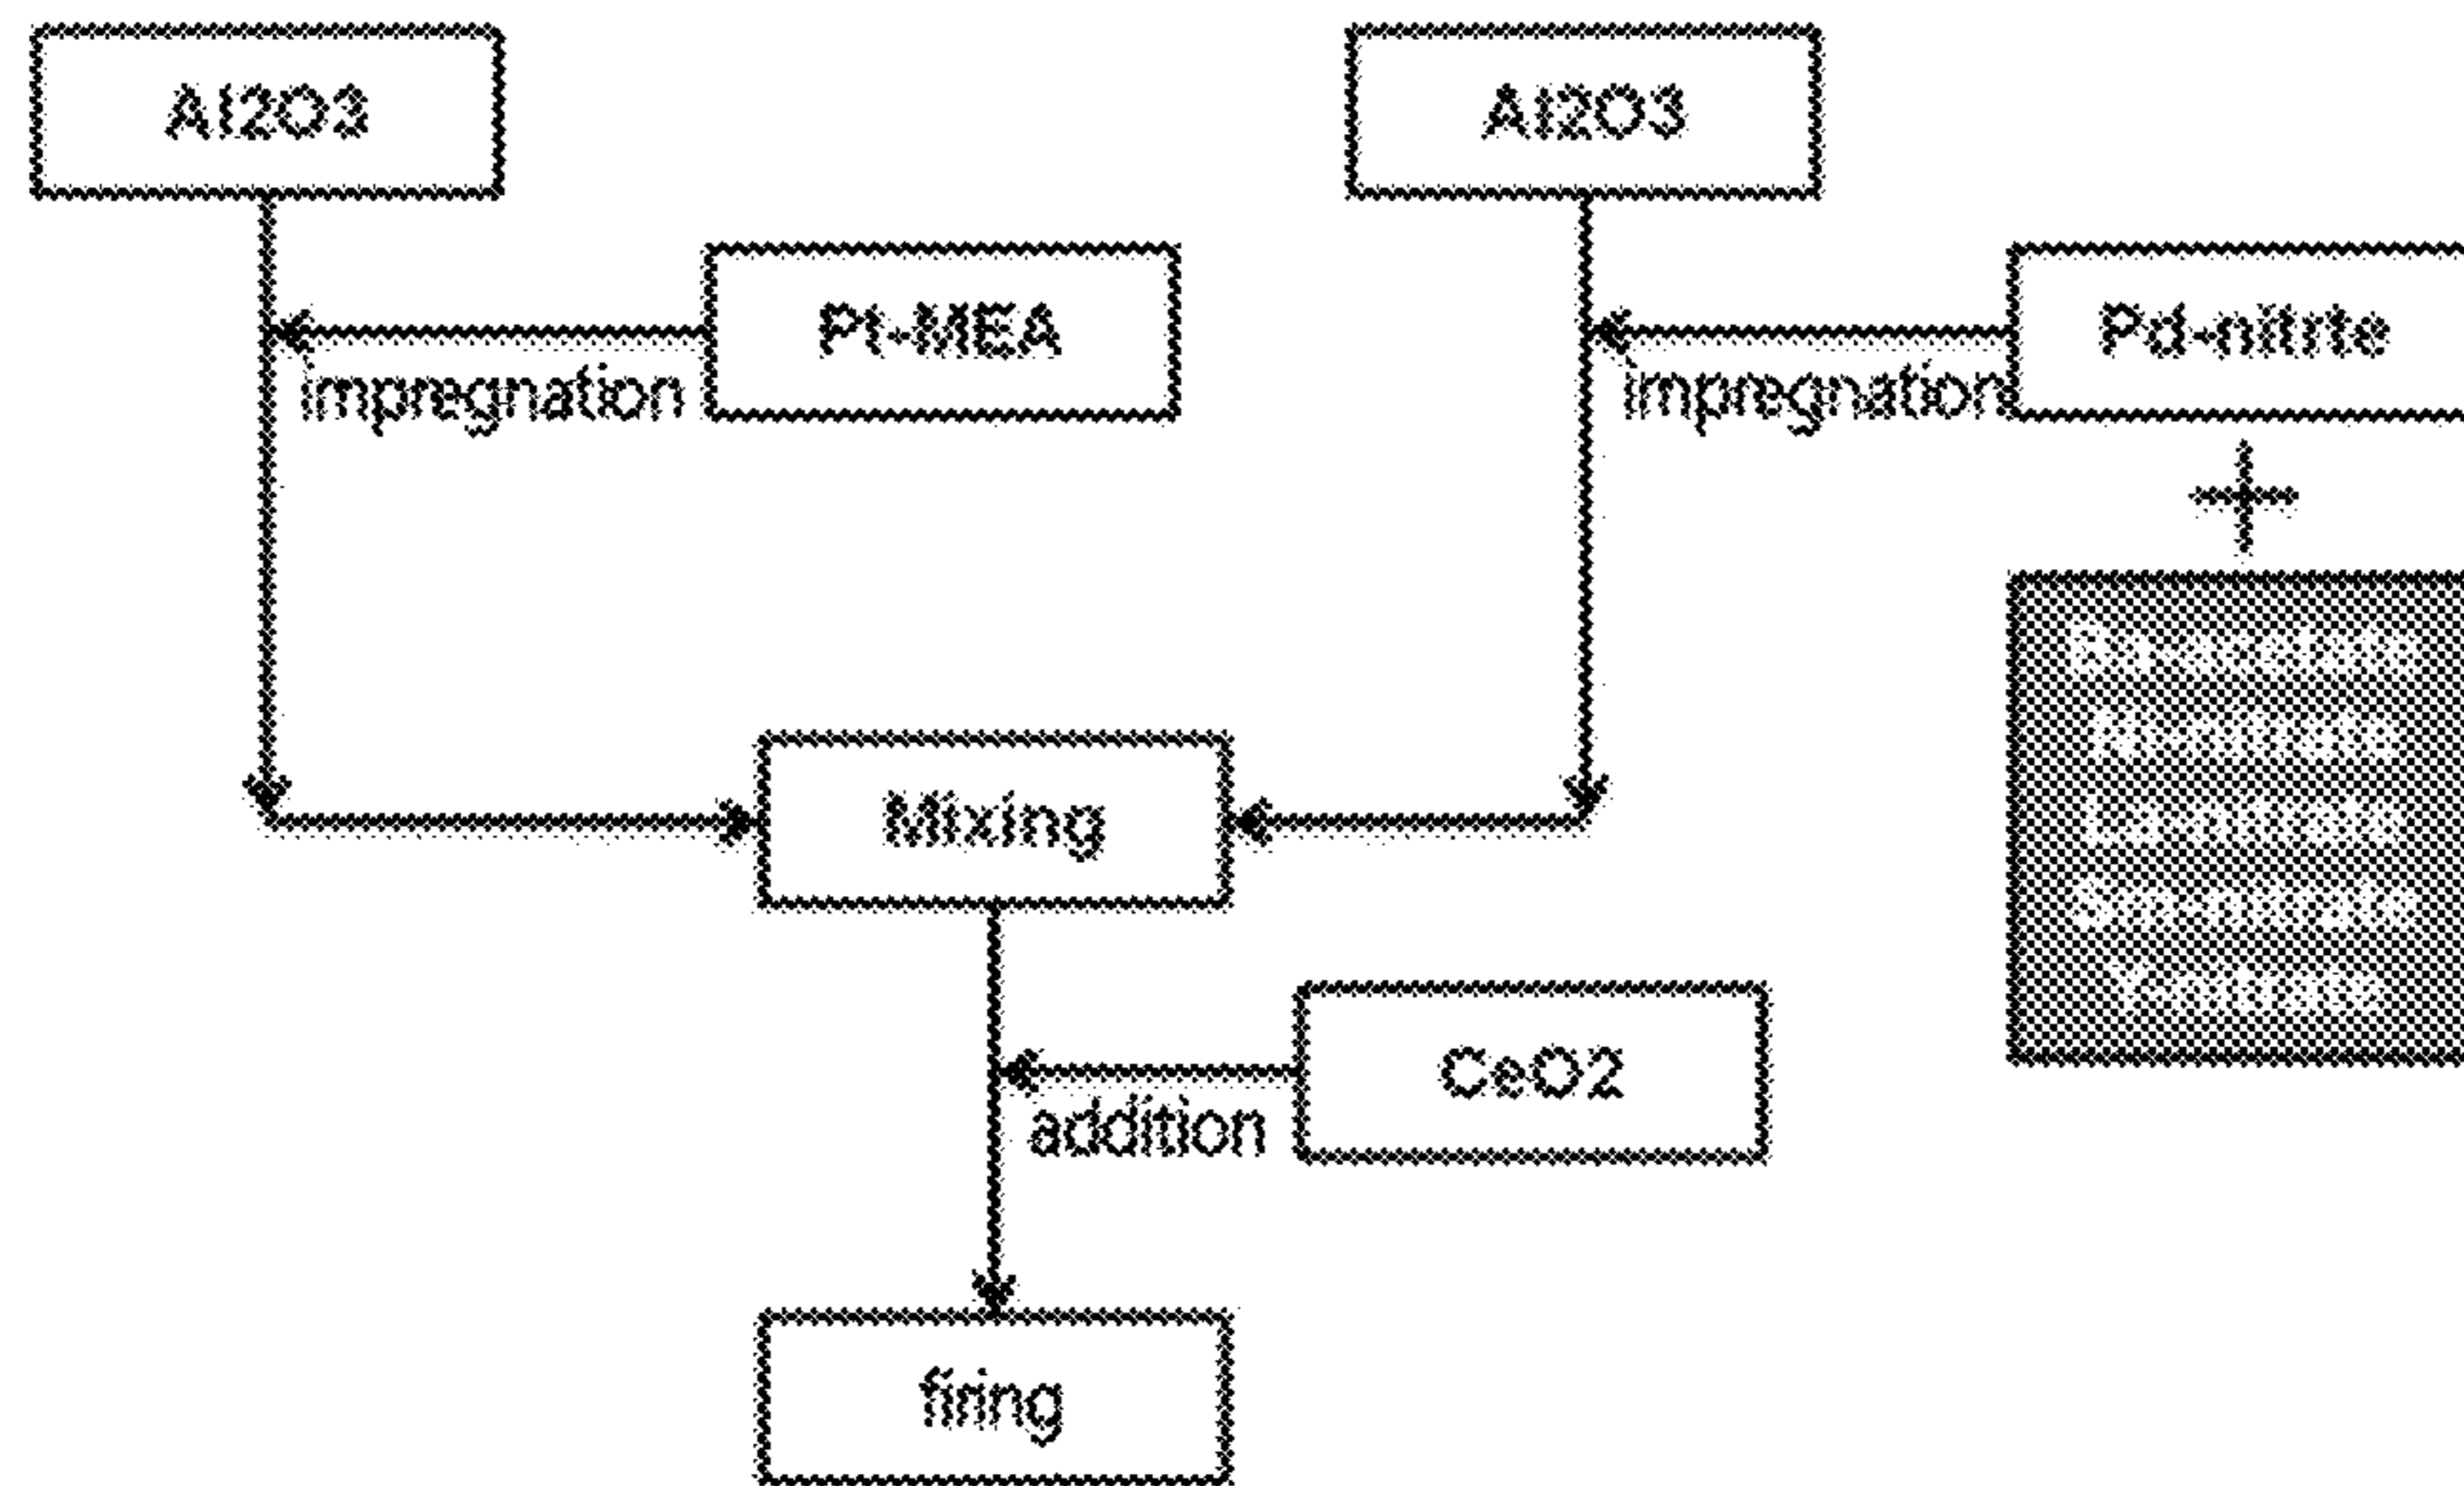 Al2O3
Al2O3
Pt-MEA
Pd-nitrte
impregnation
impregnation
Mixing
CeO2
addition
firing